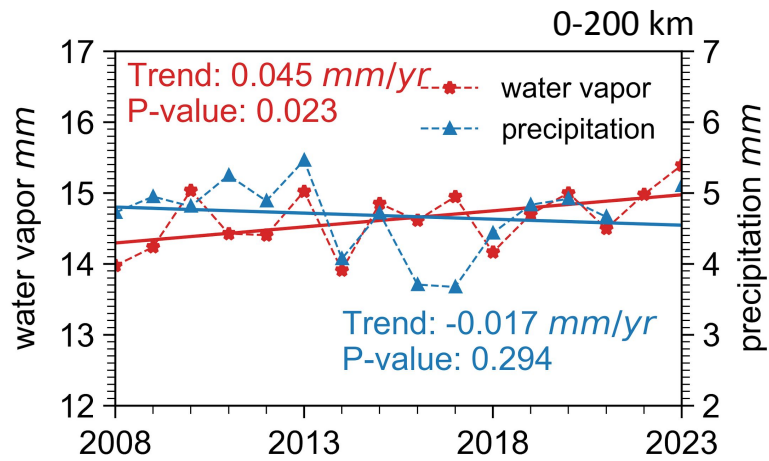 0-200 km
17
16
15
14
13
12
water vapor mm
Trend: 0.045 mm/yr
P-value: 0.023
water vapor
precipitation
Trend: -0.017 mm/yr
P-value: 0.294
7
6
5
4
3
2
precipitation mm
2008
2013
2018
2023